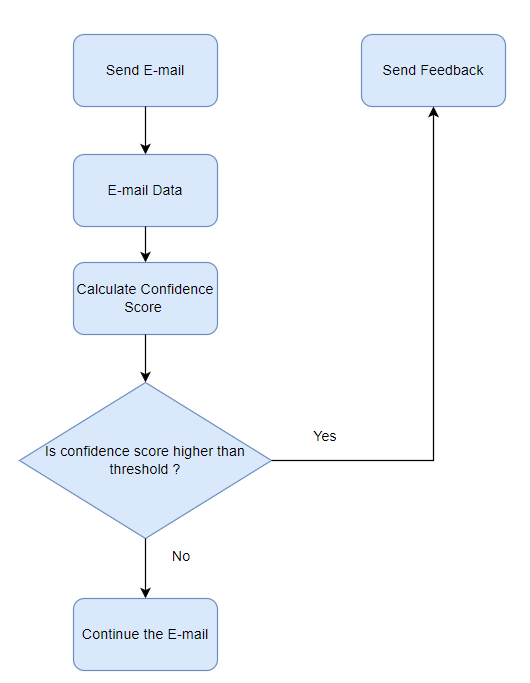 Send E-mail
Send Feedback
E-mail Data
Calculate Confidence
Score
Is confidence score higher than
threshold ?
Yes
No
Continue the E-mail